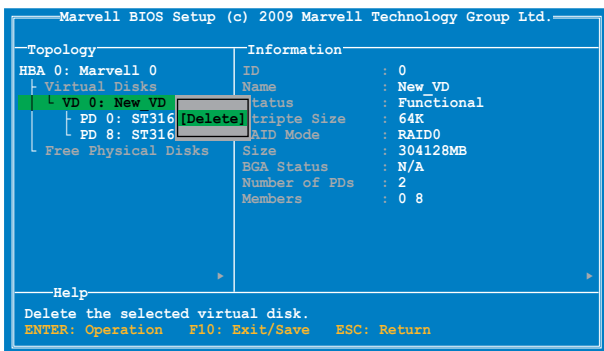 Marvell BIOS Setup (c) 2009 Marvell Technology Group Ltd.
Topology
HBA 0: Marvell 0
Virtual Disks
VD 0: New_VD
PD 0: ST316
PD 8: ST316
Free Physical Disks
[Delete]
Information
ID : 0
Name : New_VD
tatus : Functional
tripte Size : 64K
AID Mode : RAID0
Size : 304128MB
BGA Status : N/A
Number of PDs : 2
Members : 0 8
Help
Delete the selected virtual disk.
ENTER: Operation F10: Exit/Save ESC: Return